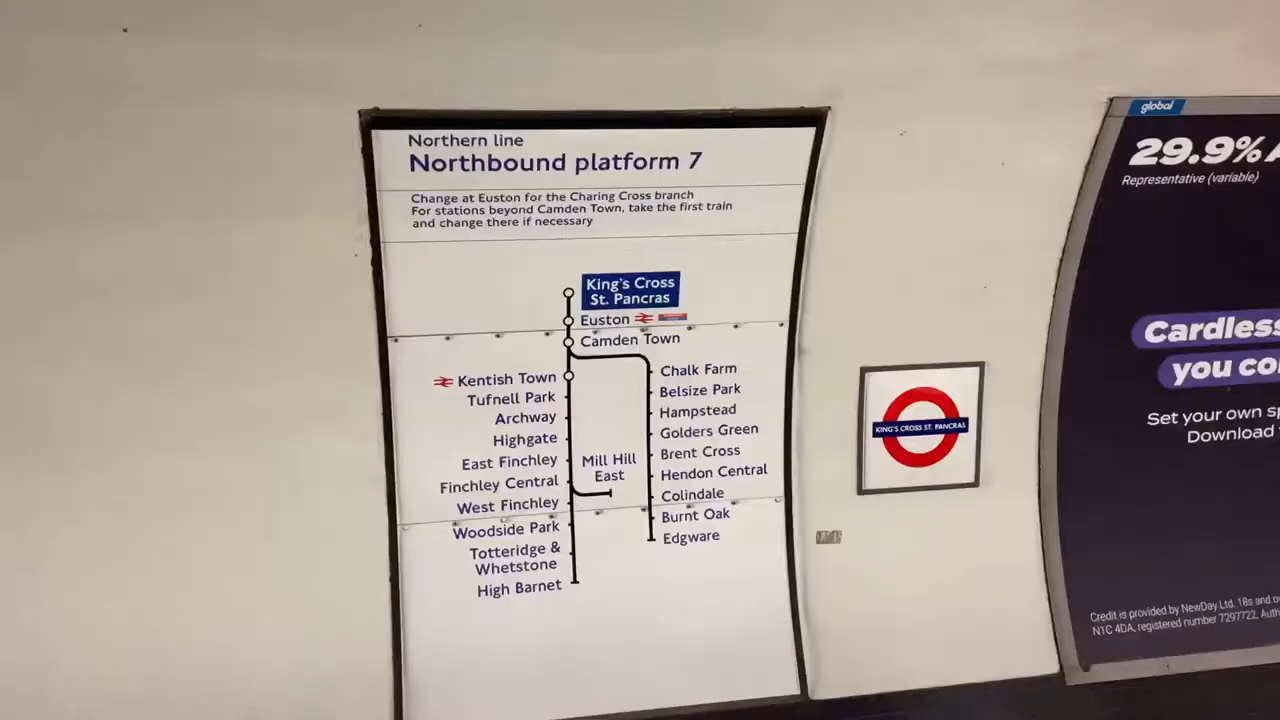 Northern line
Northbound platform 7
Change at Euston for the Charing Cross branch
For stations beyond Camden Town, take the first train
and change there if necessary
King's Cross
St. Pancras
Euston
Camden Town
Kentish Town
Tufnell Park
Archway
Highgate
East Finchley
Finchley Central
West Finchley
Woodside Park
Totteridge &
Whetstone
High Barnet
Mill Hill
East
Chalk Farm
Belsize Park
Hampstead
Golders Green
Brent Cross
Hendon Central
Colindale
Burnt Oak
Edgware
KING'S CROSS ST. PANCRAS
global
29.9%
Representative (variable)
Cardless
you
Set your own
Download
Credit is provided by NewDay Ltd. 18s and
N1C 4DA, registered number 7297722,